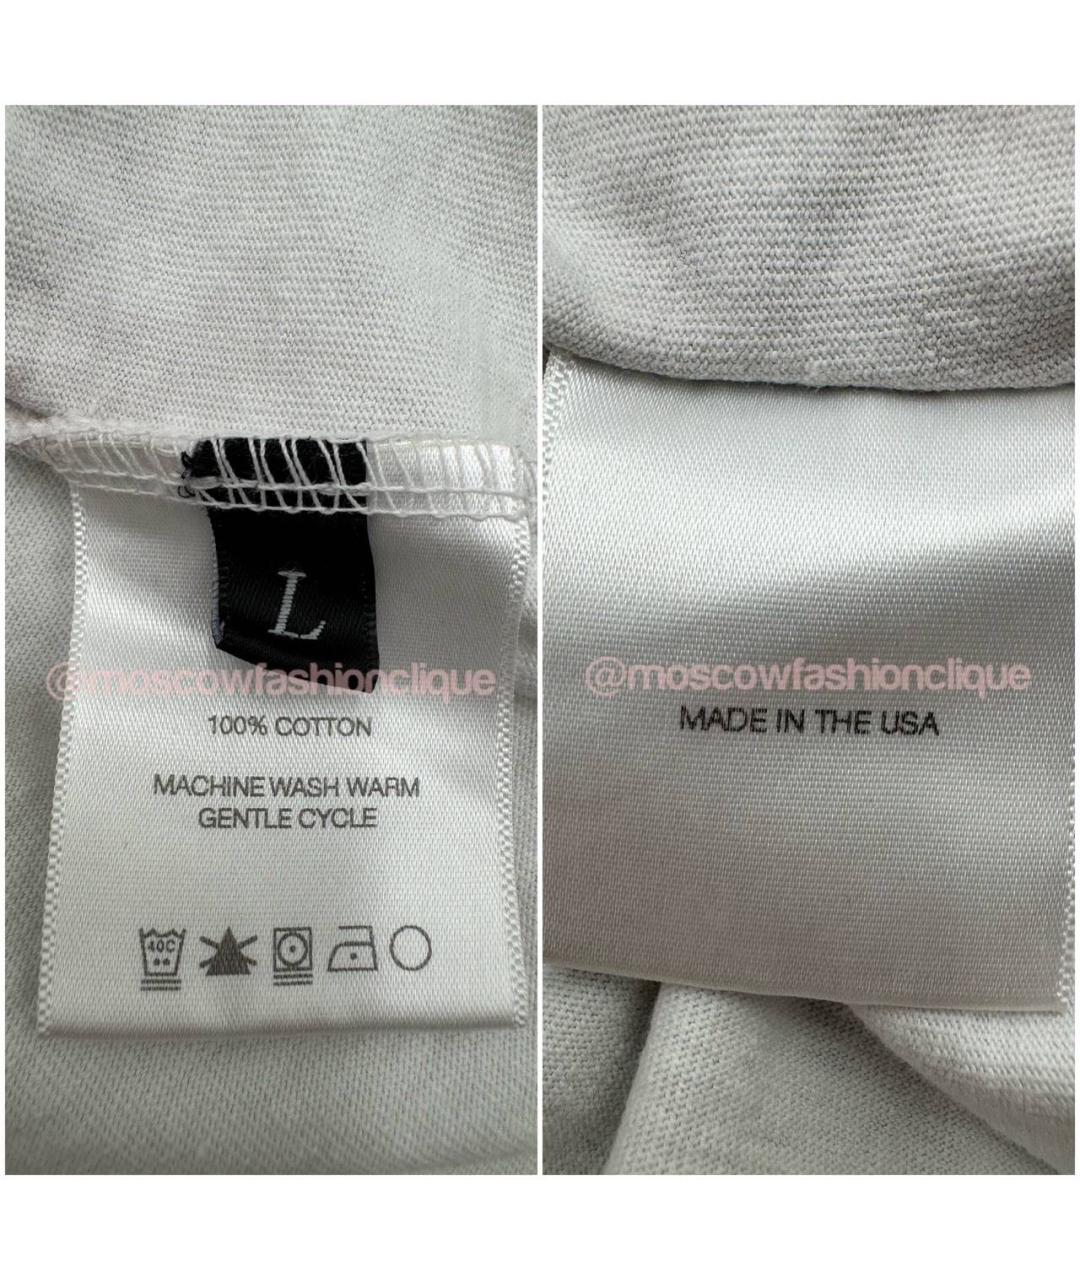 L
@moscowfashionclique
100% COTTON
MACHINE WASH WARM
GENTLE CYCLE
40C
@moscowfashionclique
MADE IN THE USA